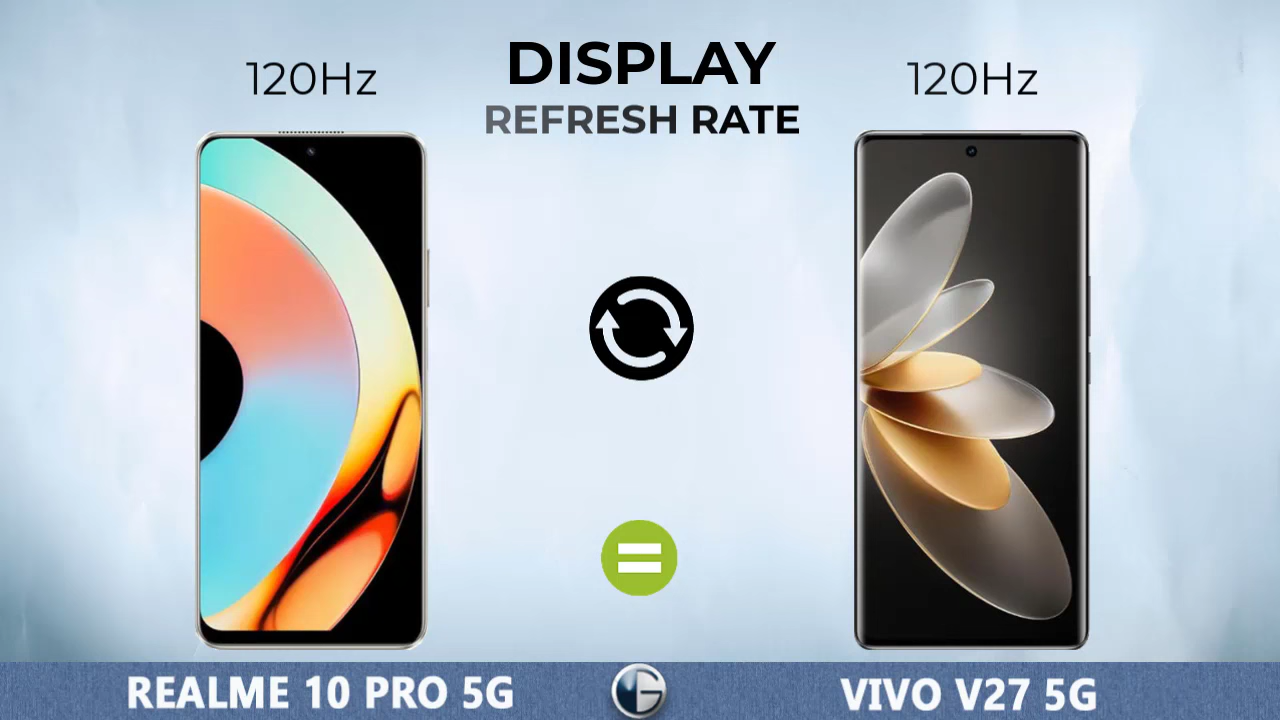 DISPLAY
REFRESH RATE
120Hz
120Hz
REALME 10 PRO 5G
VIVO V27 5G